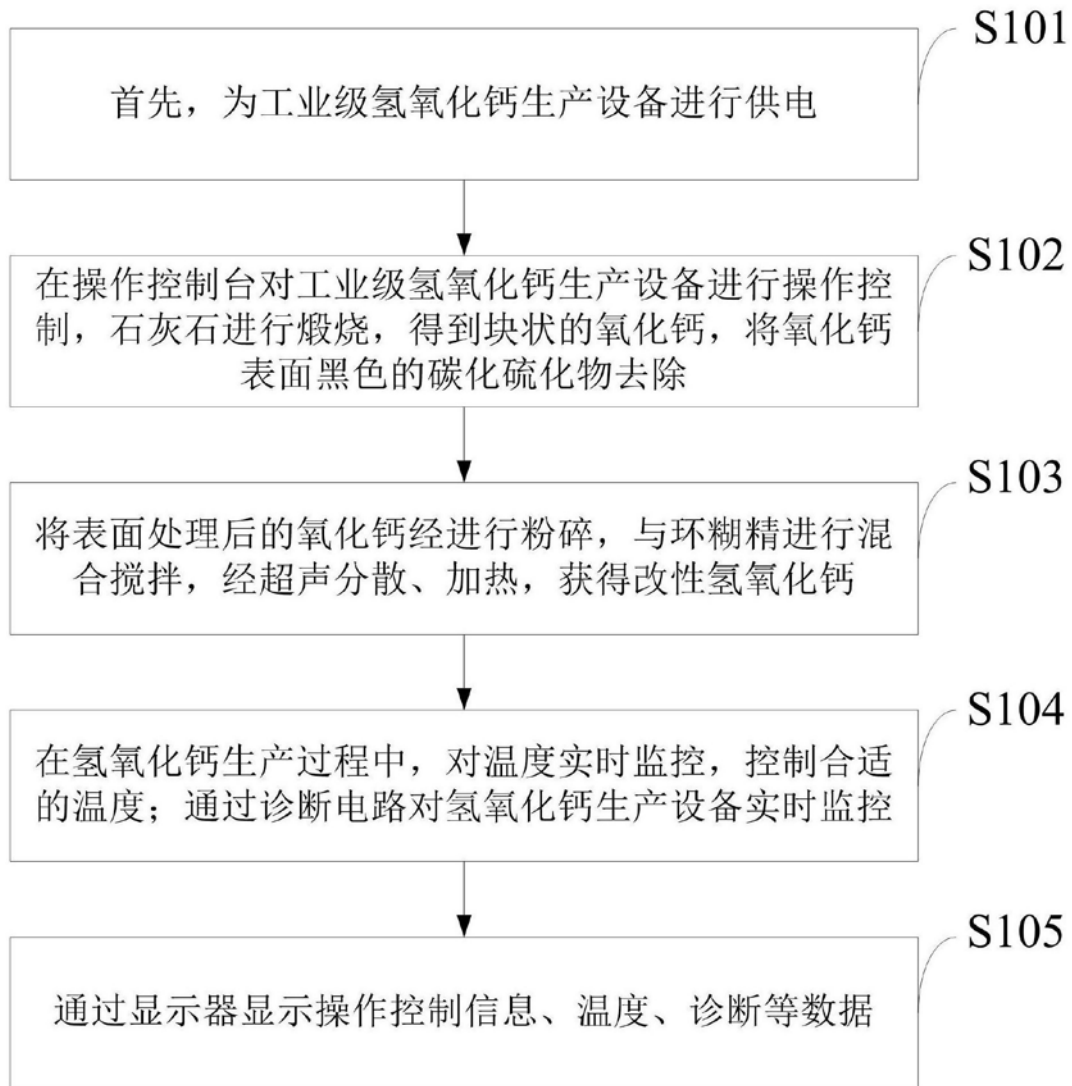 S101
首先，为工业级氢氧化钙生产设备进行供电
S102
在操作控制台对工业级氢氧化钙生产设备进行操作控
制，石灰石进行煅烧，得到块状的氧化钙，将氧化钙
表面黑色的碳化硫化物去除
S103
将表面处理后的氧化钙经进行粉碎，与环糊精进行混
合搅拌，经超声分散、加热，获得改性氢氧化钙
S104
在氢氧化钙生产过程中，对温度实时监控，控制合适
的温度；通过诊断电路对氢氧化钙生产设备实时监控
S105
通过显示器显示操作控制信息、温度、诊断等数据